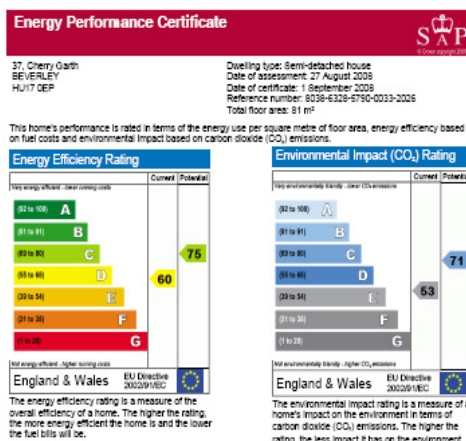 Energy Performance Certificate
SAP
37, Cherry Garth
BEVERLEY
HU17 0EP
Dwelling type: Semi-detached house
Date of assessment: 27 August 2008
Date of certificate: 1 September 2008
Reference number: 8038-6328-5790-0033-2026
Total floor area: 81 m²
This home's performance is rated in terms of the energy use per square metre of floor area, energy efficiency based
on fuel costs and environmental impact based on carbon dioxide (CO₂) emissions.
Energy Efficiency Rating
Current Potential
Very energy efficient - lower running costs
(92 to 100) A
(81 to 91) B
(69 to 80) C
(55 to 68) D
(39 to 54) E
(21 to 38) F
(1 to 20) G
75
60
Not energy efficient - higher running costs
England & Wales
EU Directive
2002/91/EC
The energy efficiency rating is a measure of the
overall efficiency of a home. The higher the rating,
the more energy efficient the home is and the lower
the fuel bills will be.
Environmental Impact (CO₂) Rating
Current Potential
Very environmentally friendly - lower CO₂ emissions
(92 to 100) A
(81 to 91) B
(69 to 80) C
(55 to 68) D
(39 to 54) E
(21 to 38) F
(1 to 20) G
71
53
Not environmentally friendly - higher CO₂ emissions
England & Wales
EU Directive
2002/91/EC
The environmental impact rating is a measure of a
home's impact on the environment in terms of
carbon dioxide (CO₂) emissions. The higher the
rating, the less impact it has on the environment